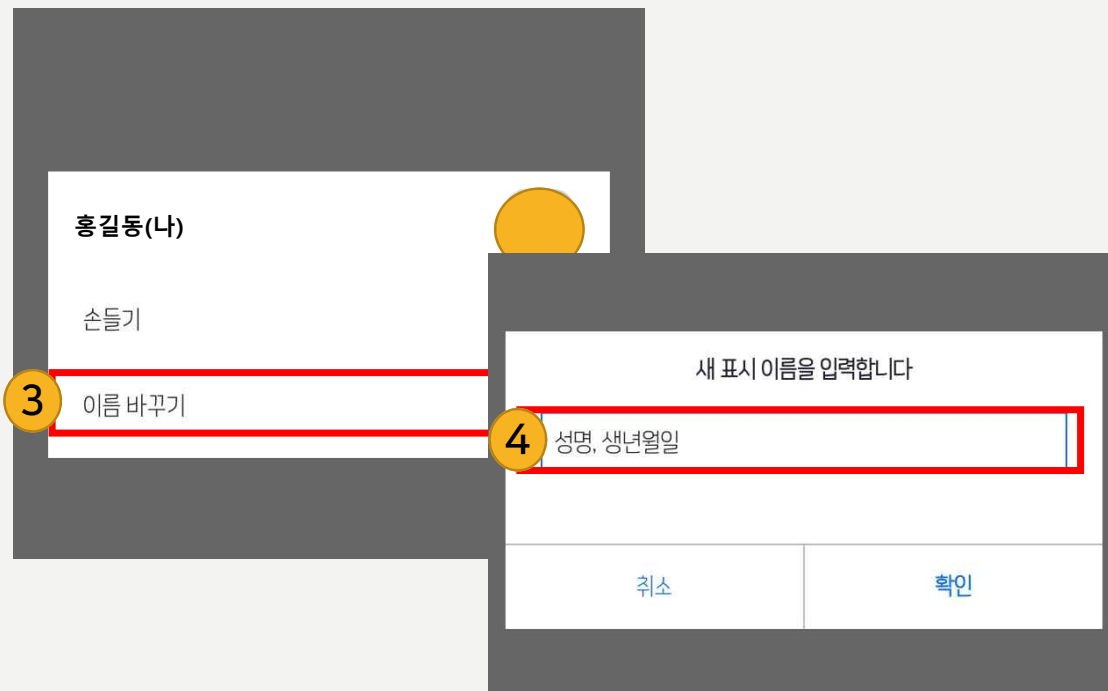 홍길동(나)
손들기
3
이름 바꾸기
새 표시 이름을 입력합니다
4
성명, 생년월일
취소
확인